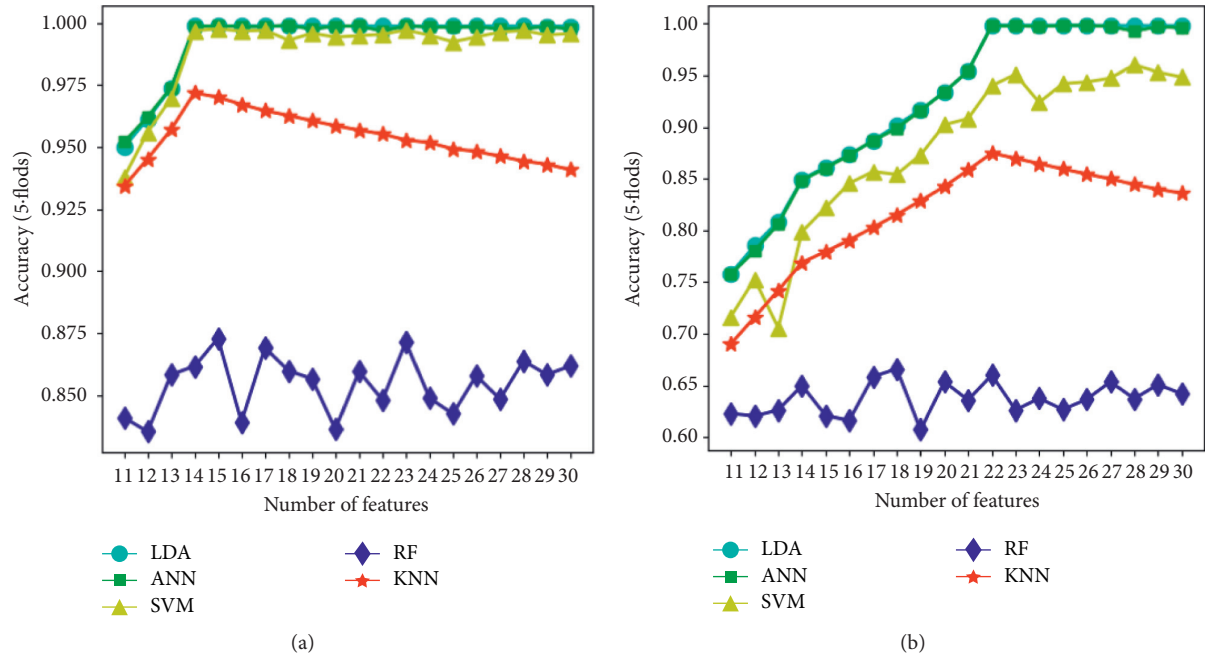 1.000
0.975
0.950
0.925
0.900
0.875
0.850
Accuracy (5·flods)
11 12 13 14 15 16 17 18 19 20 21 22 23 24 25 26 27 28 29 30
Number of features
LDA
ANN
SVM
RF
KNN
(a)
1.00
0.95
0.90
0.85
0.80
0.75
0.70
0.65
0.60
Accuracy (5·flods)
11 12 13 14 15 16 17 18 19 20 21 22 23 24 25 26 27 28 29 30
Number of features
LDA
ANN
SVM
RF
KNN
(b)